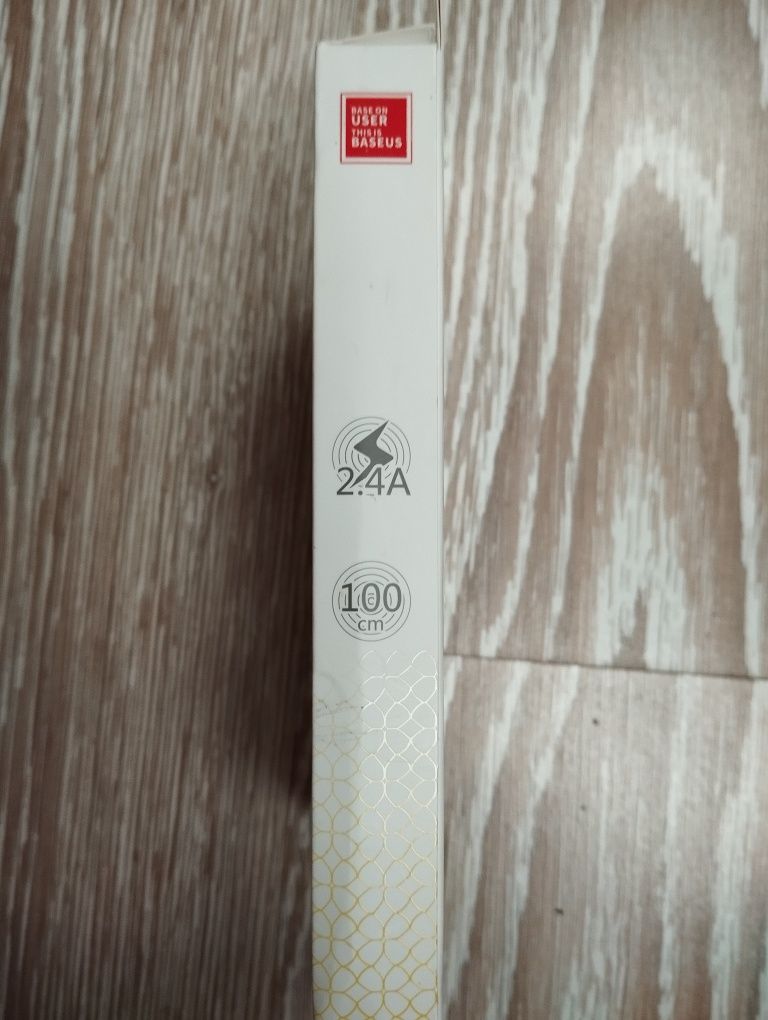 BASE ON
USER
THIS IS
BASEUS
2.4A
100
cm